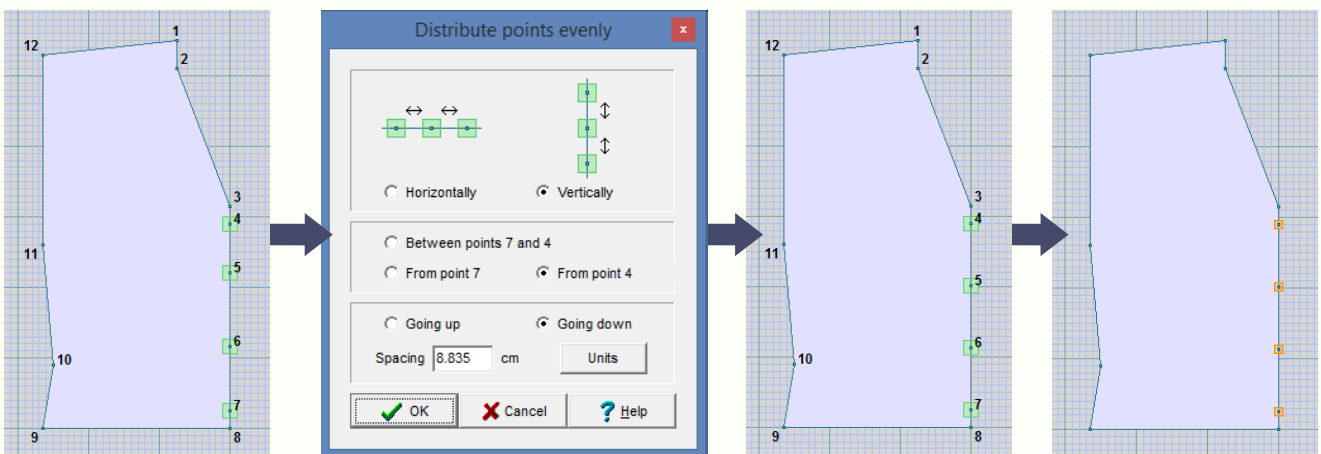 1
12
2
3
4
5
11
6
10
7
9
8
Distribute points evenly
x
Horizontally
Vertically
Between points 7 and 4
From point 7
From point 4
Going up
Going down
Spacing 8.835 cm
Units
OK
Cancel
Help
1
12
2
3
4
11
5
6
10
7
9
8